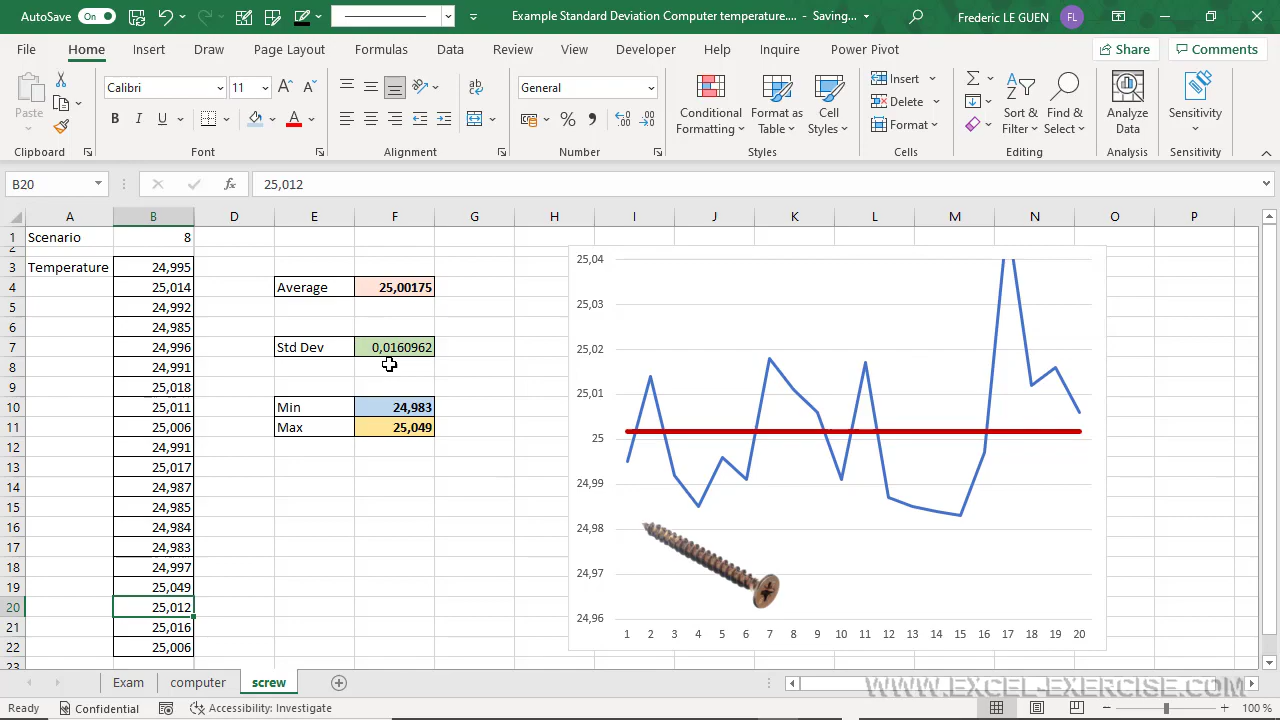 AutoSave On Example Standard Deviation Computer temperature.... - Saving... Frederic LE GUEN FL
File Home Insert Draw Page Layout Formulas Data Review View Developer Help Inquire Power Pivot Share Comments
Paste Calibri 11 General Conditional Formatting Format as Table Cell Styles Insert Delete Format Sort & Filter Find & Select Analyze Data Sensitivity
Clipboard Font Alignment Number Styles Cells Editing Analysis Sensitivity
B20 fx 25,012
A B D E F G H I J K L M N O P
1 Scenario 8
2
3 Temperature 24,995
4 25,014 Average 25,00175
5 24,992
6 24,985
7 24,996 Std Dev 0,0160962
8 24,991
9 25,018
10 25,011 Min 24,983
11 25,006 Max 25,049
12 24,991
13 25,017
14 24,987
15 24,985
16 24,984
17 24,983
18 24,997
19 25,049
20 25,012
21 25,016
22 25,006
23
25,04
25,03
25,02
25,01
25
24,99
24,98
24,97
24,96
1 2 3 4 5 6 7 8 9 10 11 12 13 14 15 16 17 18 19 20
Exam computer screw
WWW.EXCEL-EXERCISE.COM
Ready Confidential Accessibility: Investigate 100 %